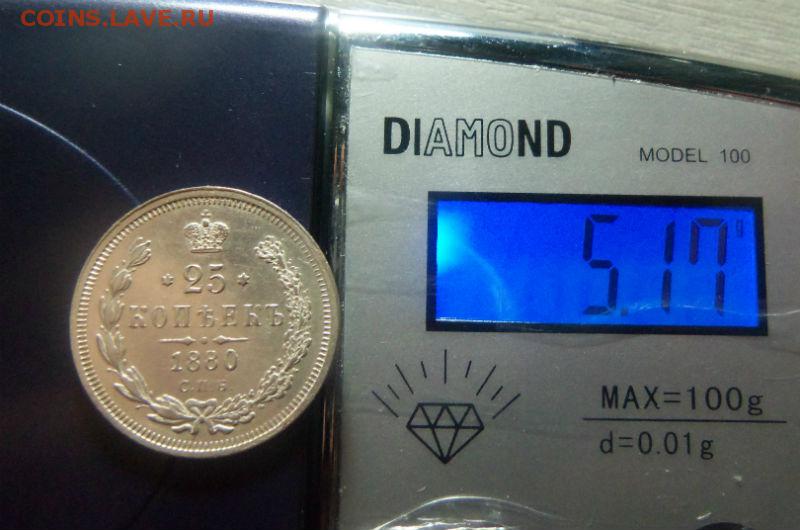 COINS.LAVE.RU
DIAMOND
MODEL 100
5.17
MAX=100g
d=0.01g
25
КОПѢЕКЪ
1880
С.П.Б.